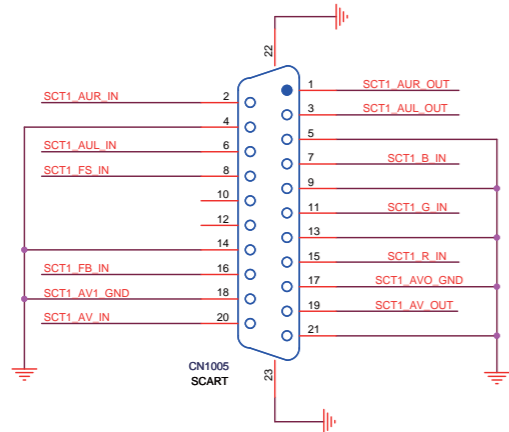 22
1 SCT1_AUR_OUT
SCT1_AUR_IN 2
3 SCT1_AUL_OUT
4
5
SCT1_AUL_IN 6
7 SCT1_B_IN
SCT1_FS_IN 8
9
10
11 SCT1_G_IN
12
13
14
15 SCT1_R_IN
SCT1_FB_IN 16
17 SCT1_AVO_GND
SCT1_AV1_GND 18
19 SCT1_AV_OUT
SCT1_AV_IN 20
21
CN1005
SCART
23